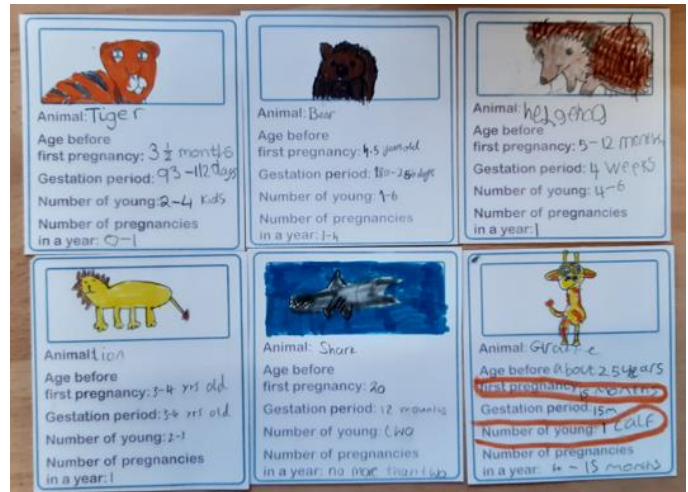 Animal: Tiger
Age before
first pregnancy: 3 ½ months
Gestation period: 93-112 days
Number of young: 2-4 kids
Number of pregnancies
in a year: 0-1
Animal: Bear
Age before
first pregnancy: 4.5 years old
Gestation period: 180-250 days
Number of young: 1-6
Number of pregnancies
in a year: 1-4
Animal: hedgehog
Age before
first pregnancy: 5-12 months
Gestation period: 4 weeks
Number of young: 4-6
Number of pregnancies
in a year: 1
Animal: Lion
Age before
first pregnancy: 3-4 yrs old
Gestation period: 3-4 yrs old
Number of young: 2-3
Number of pregnancies
in a year: 1
Animal: Shark
Age before
first pregnancy: 20
Gestation period: 12 mounths
Number of young: two
Number of pregnancies
in a year: no more than two
Animal: Giraffe
Age before about 2.5 years
first pregnancy: 15 months
Gestation period 15m
Number of young: 1 calf
Number of pregnancies
in a year: - 15 months